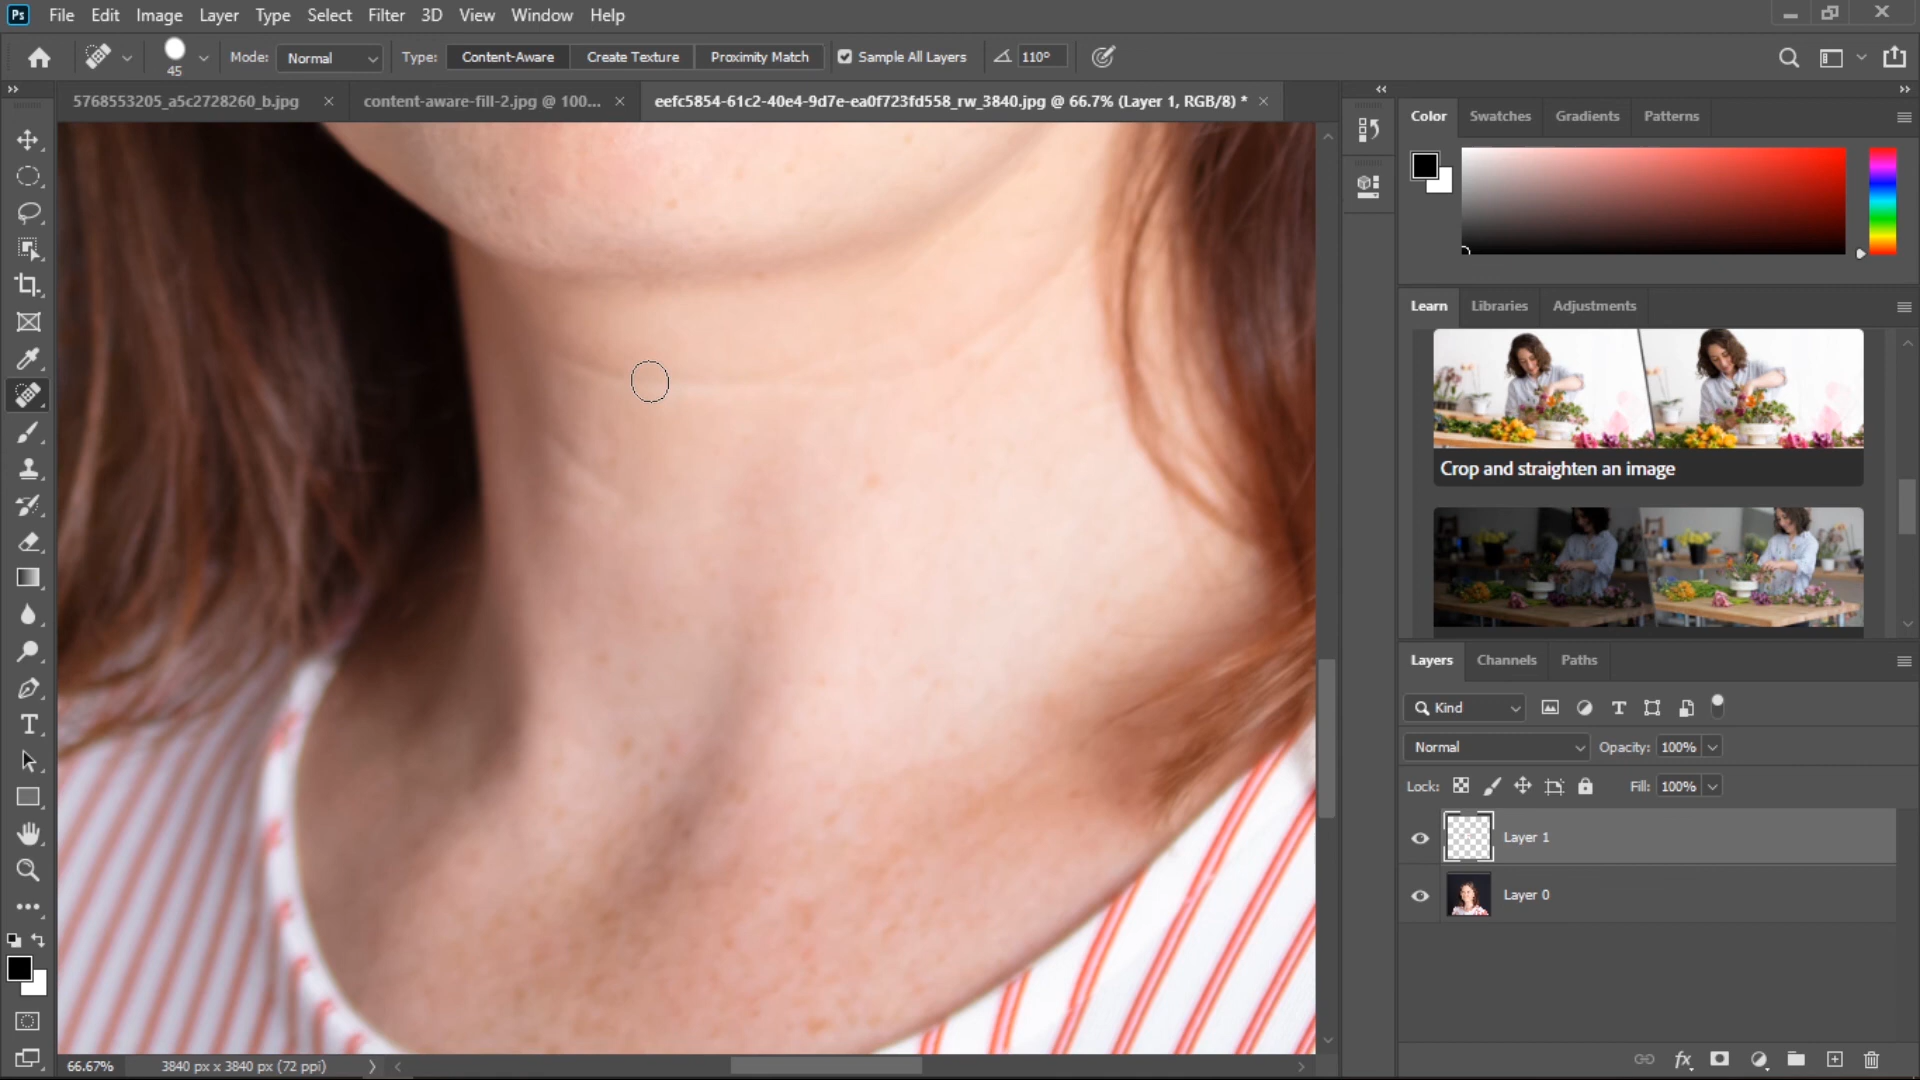 Ps File Edit Image Layer Type Select Filter 3D View Window Help
45 Mode: Normal Type: Content-Aware Create Texture Proximity Match Sample All Layers 110°
5768553205_a5c2728260_b.jpg content-aware-fill-2.jpg @ 100... eefc5854-61c2-40e4-9d7e-ea0f723fd558_rw_3840.jpg @ 66.7% (Layer 1, RGB/8) *
Color Swatches Gradients Patterns
Learn Libraries Adjustments
Crop and straighten an image
Layers Channels Paths
Kind
Normal Opacity: 100%
Lock: Fill: 100%
Layer 1
Layer 0
66.67% 3840 px x 3840 px (72 ppi)